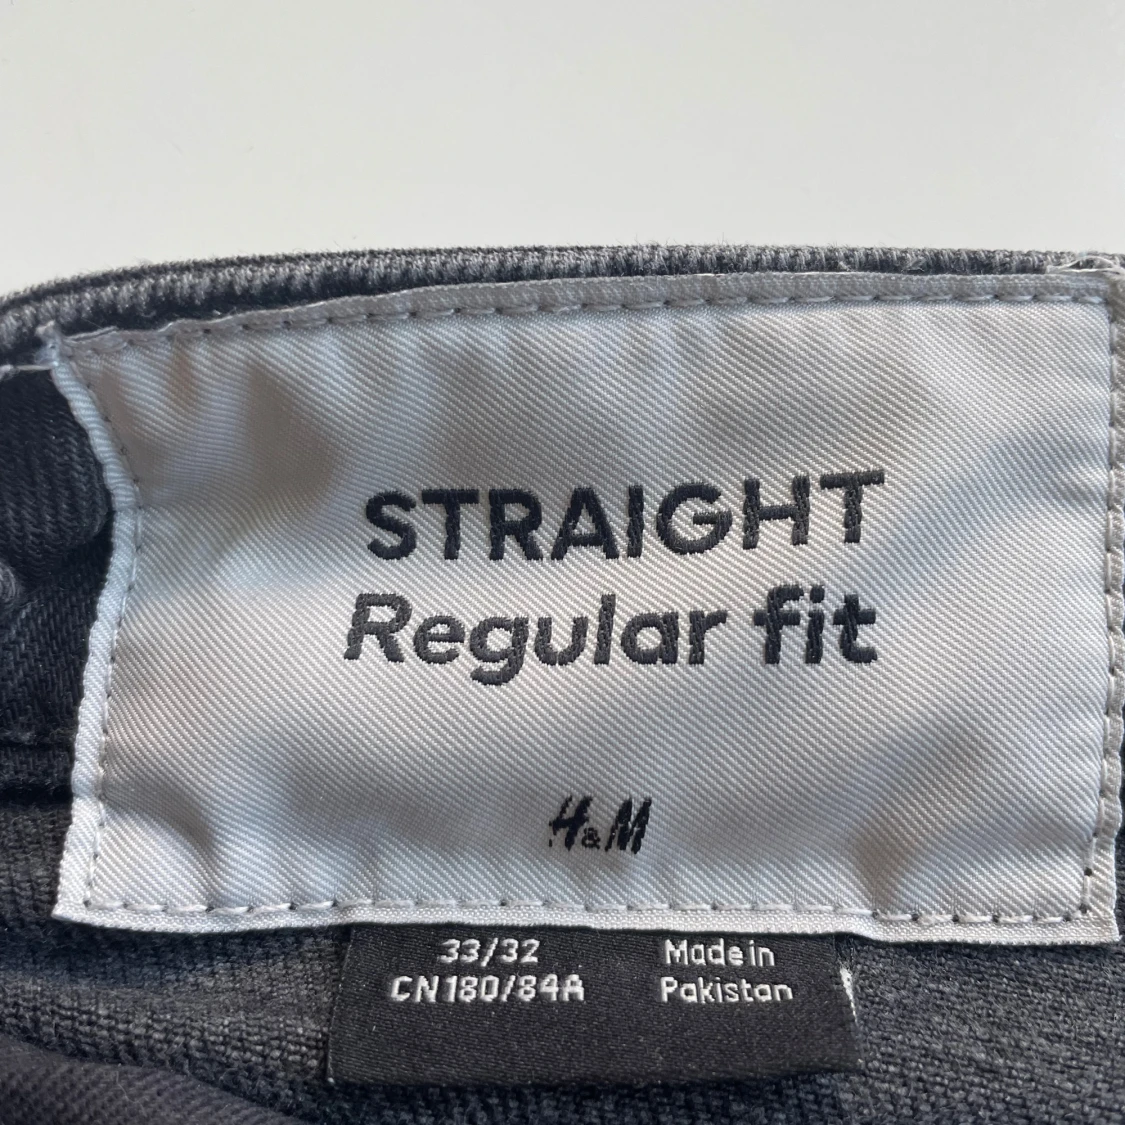 STRAIGHT
Regular fit
H&M
33/32
CN180/84A
Made in
Pakistan